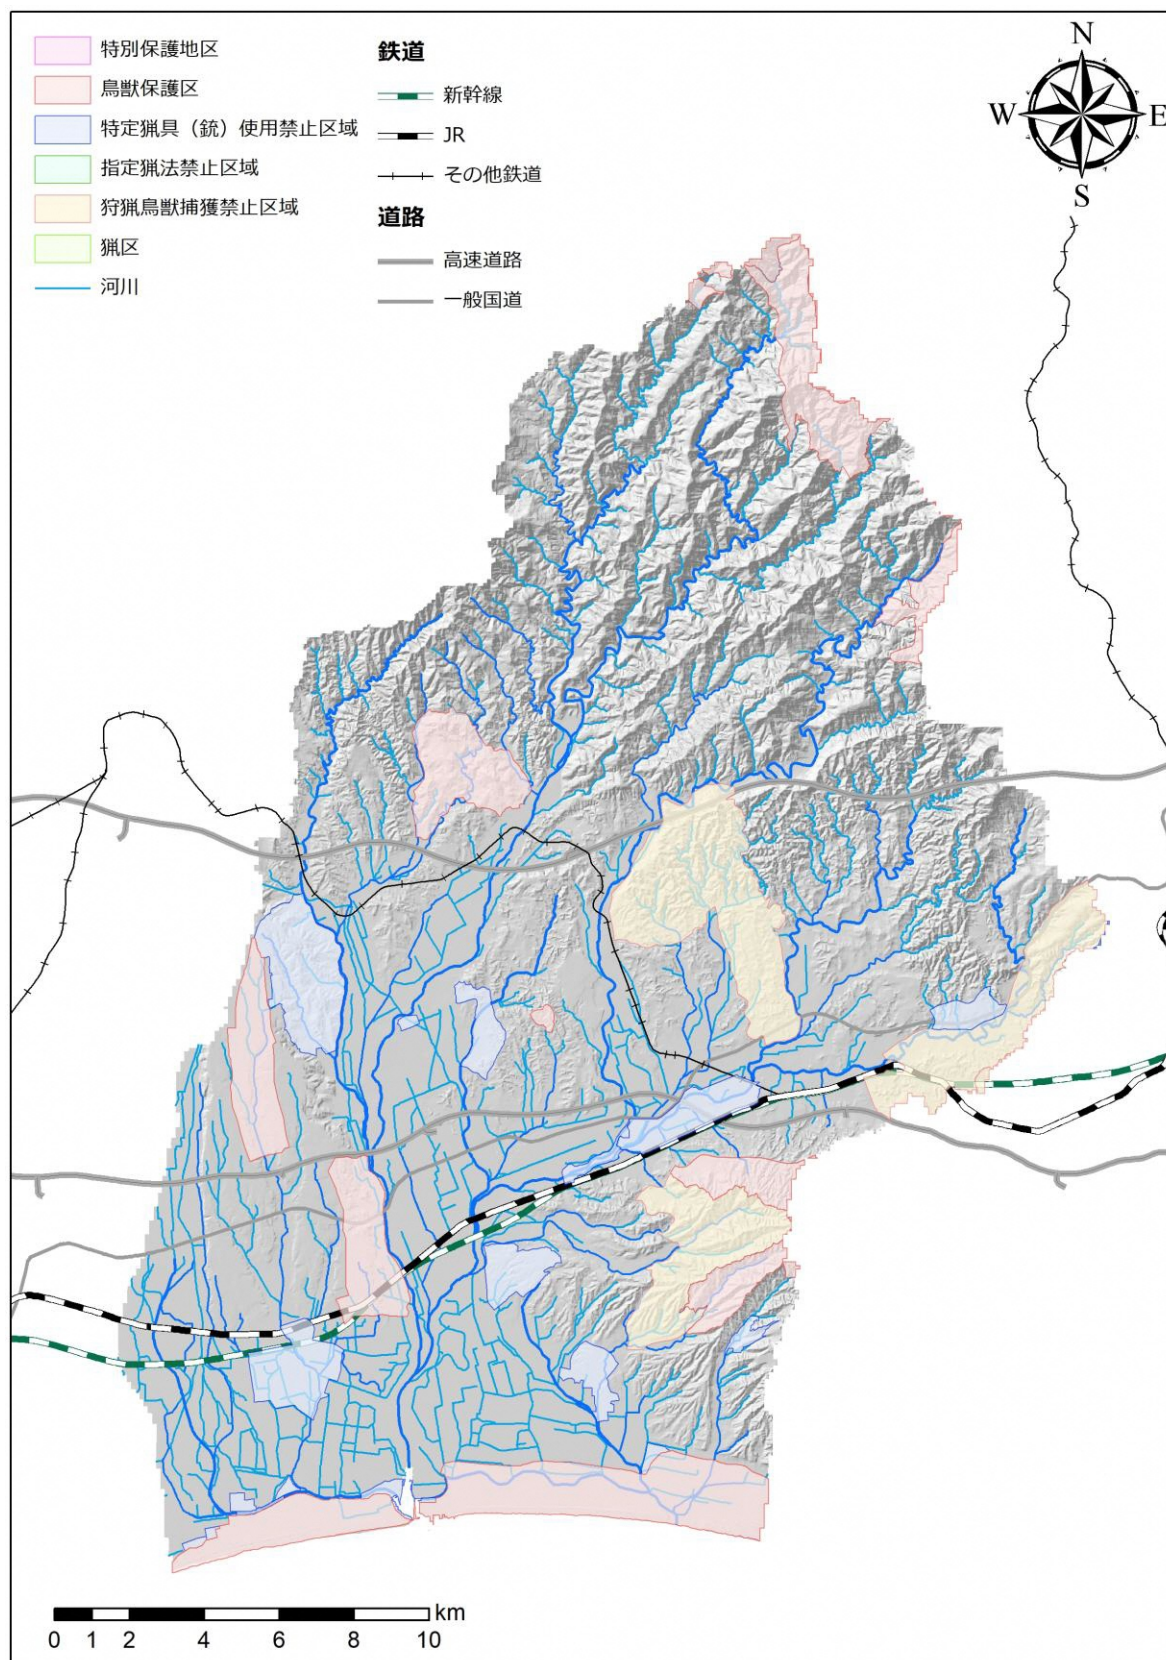 特別保護地区
鳥獣保護区
特定猟具（銃）使用禁止区域
指定猟法禁止区域
狩猟鳥獣捕獲禁止区域
猟区
河川
鉄道
新幹線
JR
その他鉄道
道路
高速道路
一般国道
N
W
E
S
km
0 1 2 4 6 8 10